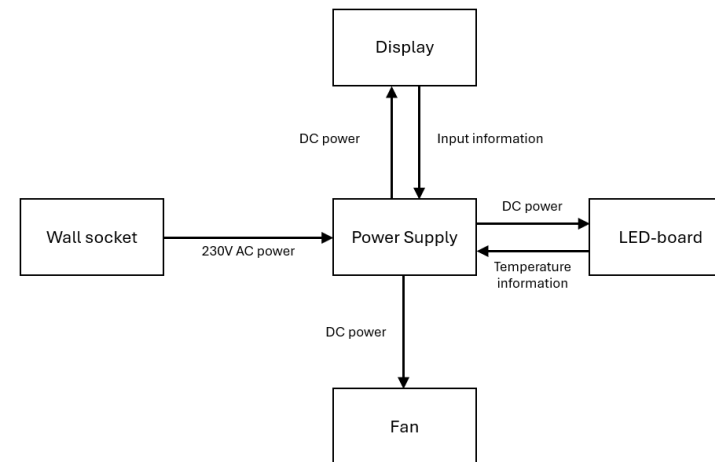 Display
DC power
Input information
Wall socket
230V AC power
Power Supply
DC power
LED-board
Temperature
information
DC power
Fan